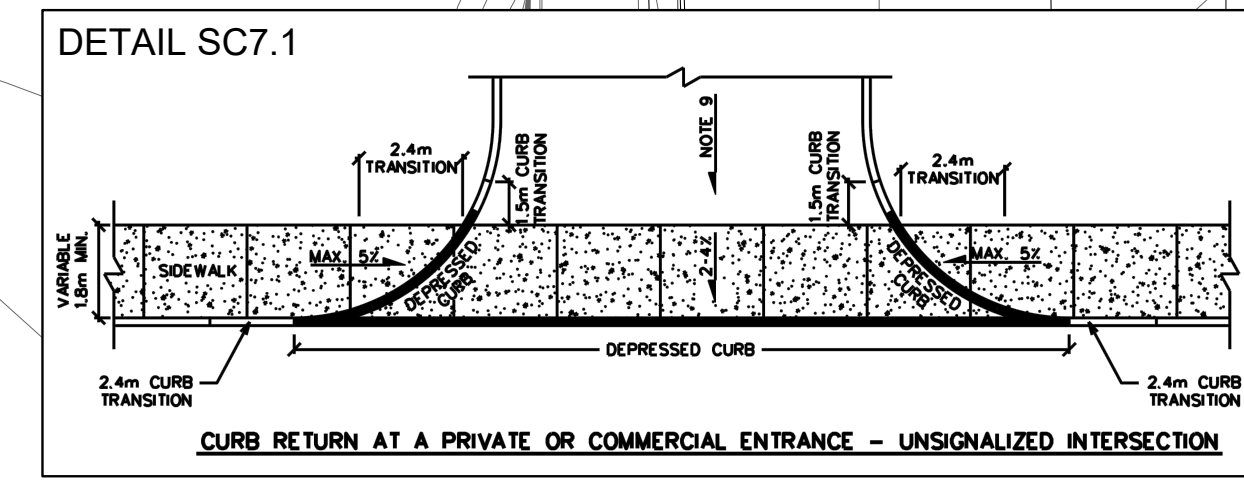 DETAIL SC7.1
2.4m
TRANSITION
1.5m CURB
TRANSITION
NOTE 9
1.5m CURB
TRANSITION
2.4m
TRANSITION
VARIABLE
1.8m MIN.
SIDEWALK
MAX. 5%
DEPRESSED
CURB
2-4%
DEPRESSED
CURB
MAX. 5%
DEPRESSED CURB
2.4m CURB
TRANSITION
2.4m CURB
TRANSITION
CURB RETURN AT A PRIVATE OR COMMERCIAL ENTRANCE – UNSIGNALIZED INTERSECTION